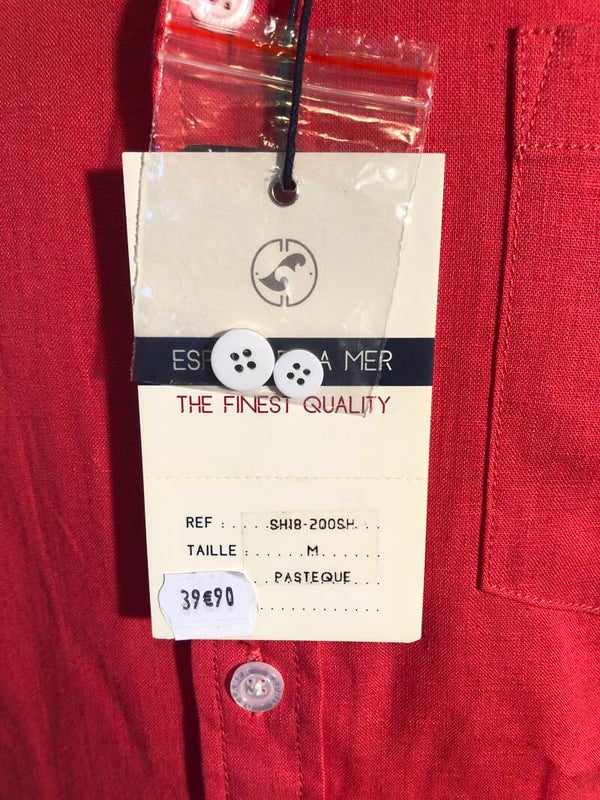 MER
THE FINEST QUALITY
REF : . . . . . SH18-200SH . . .
TAILLE : . . . . . . M . . . . . . .
PASTEQUE
39€90